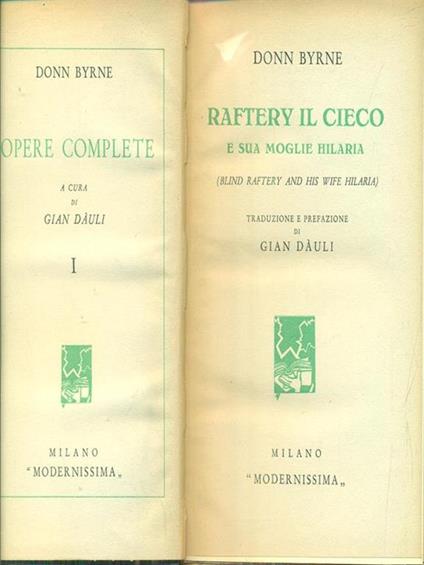 DONN BYRNE
OPERE COMPLETE
A CURA
DI
GIAN DÀULI
I
MILANO
"MODERNISSIMA„
DONN BYRNE
RAFTERY IL CIECO
E SUA MOGLIE HILARIA
(BLIND RAFTERY AND HIS WIFE HILARIA)
TRADUZIONE E PREFAZIONE
DI
GIAN DÀULI
MILANO
"MODERNISSIMA„